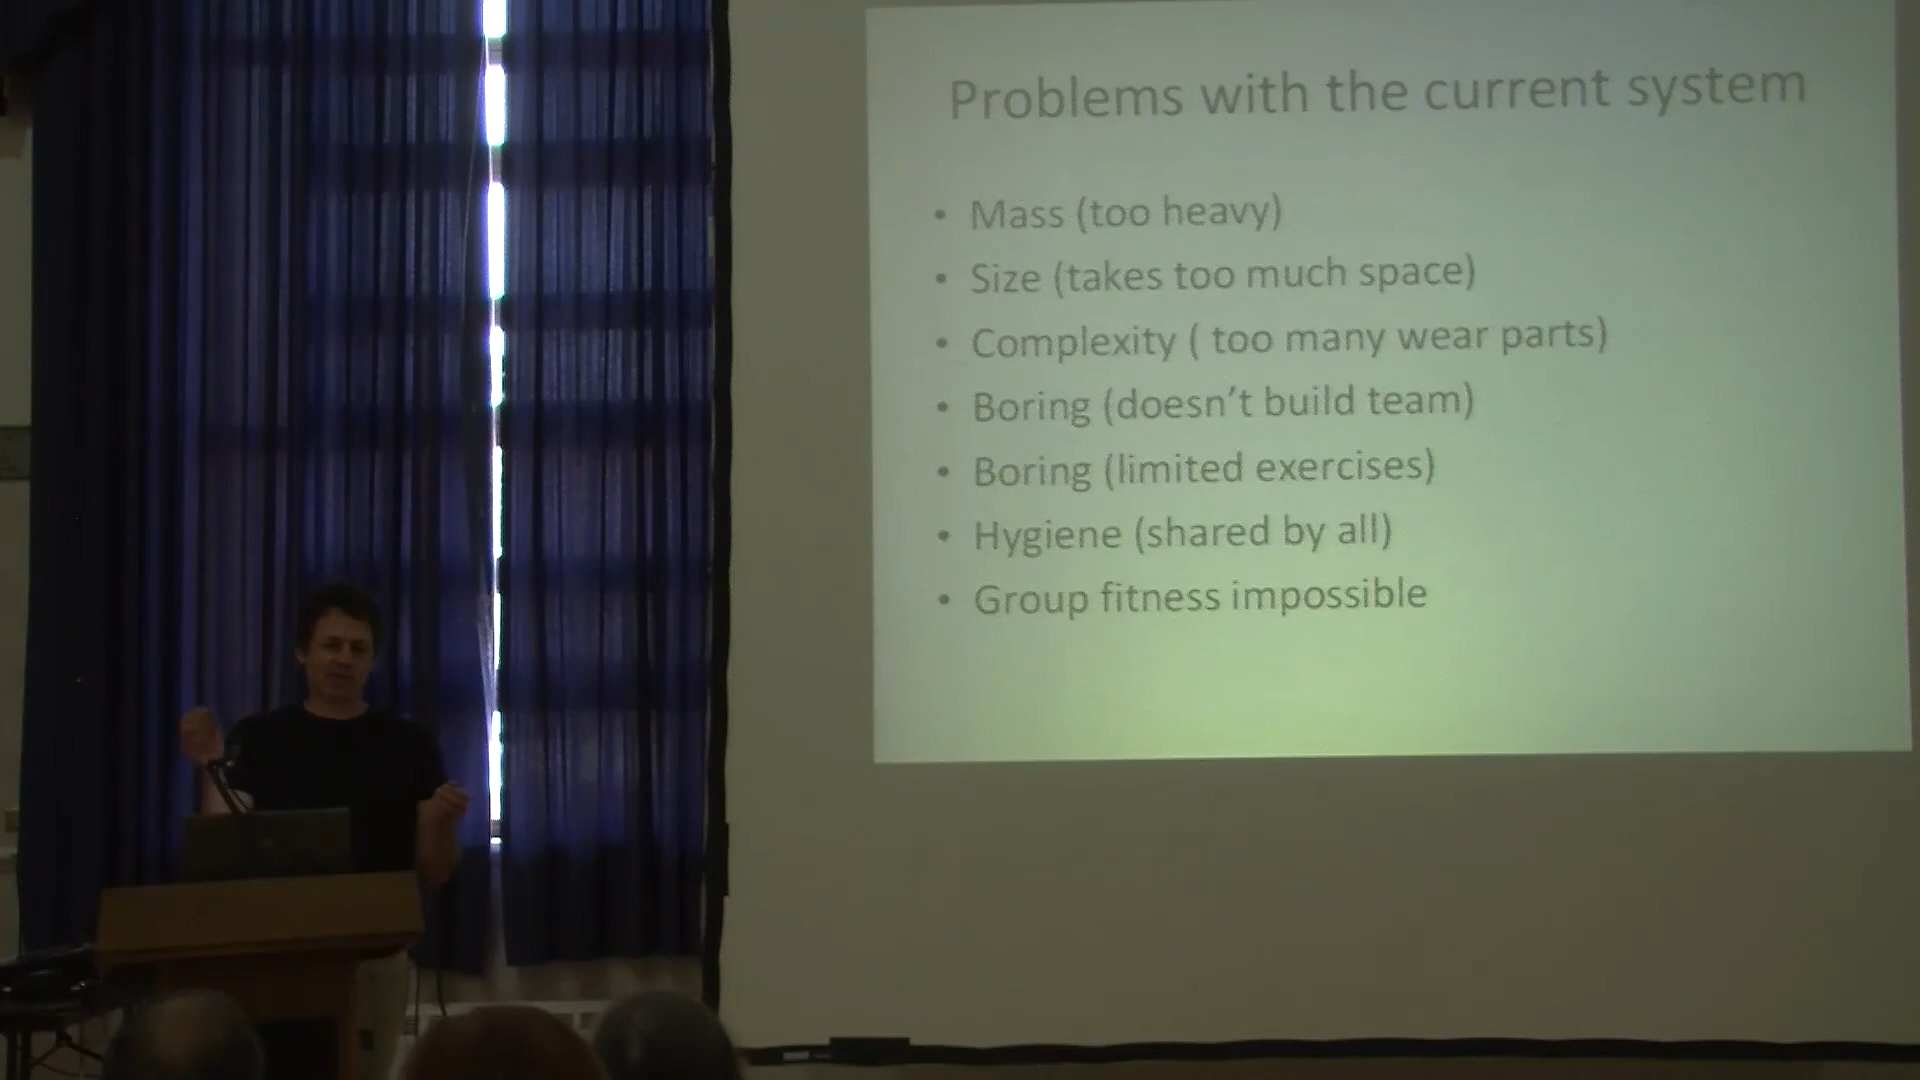 Problems with the current system
• Mass (too heavy)
• Size (takes too much space)
• Complexity ( too many wear parts)
• Boring (doesn't build team)
• Boring (limited exercises)
• Hygiene (shared by all)
• Group fitness impossible